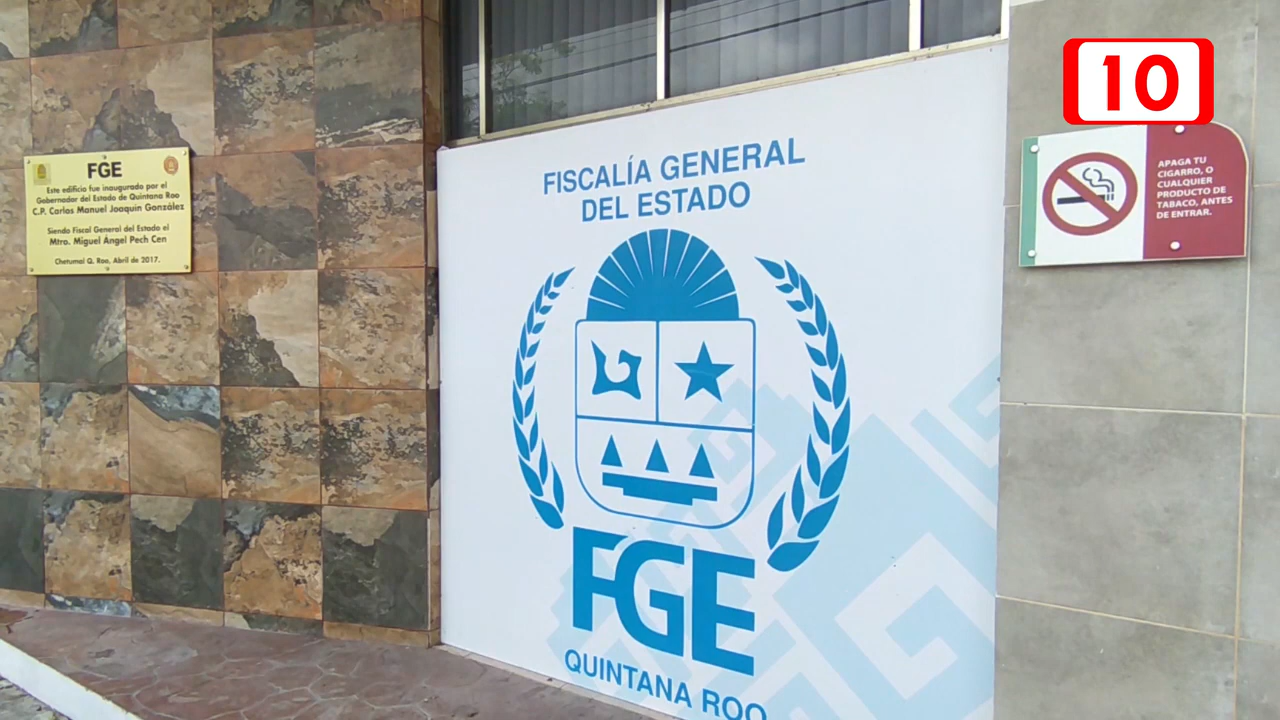 FGE
Este edificio fue inaugurado por el
Gobernador del Estado de Quintana Roo
C.P. Carlos Manuel Joaquín González
Siendo Fiscal General del Estado el
Mtro. Miguel Ángel Pech Cen
Chetumal Q. Roo, Abril de 2017.
FISCALÍA GENERAL
DEL ESTADO
FGE
QUINTANA ROO
10
APAGA TU
CIGARRO, O
CUALQUIER
PRODUCTO DE
TABACO, ANTES
DE ENTRAR.